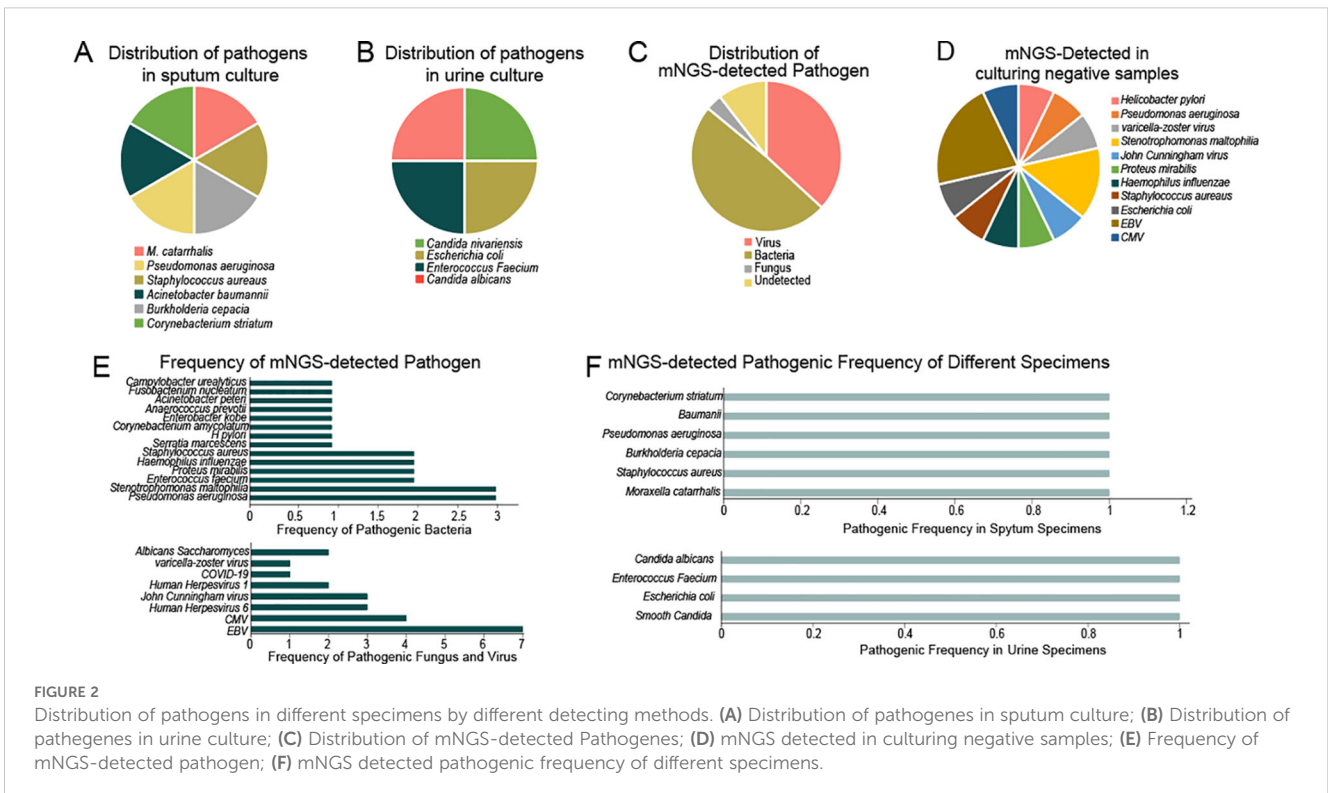 A
Distribution of pathogens
in sputum culture
M. catarrhalis
Pseudomonas aeruginosa
Staphylococcus aureaus
Acinetobacter baumannii
Burkholderia cepacia
Corynebacterium striatum
B
Distribution of pathogens
in urine culture
Candida nivariensis
Escherichia coli
Enterococcus Faecium
Candida albicans
C
Distribution of
mNGS-detected Pathogen
Virus
Bacteria
Fungus
Undetected
D
mNGS-Detected in
culturing negative samples
Helicobacter pylori
Pseudomonas aeruginosa
varicella-zoster virus
Stenotrophomonas maltophilia
John Cunningham virus
Proteus mirabilis
Haemophilus influenzae
Staphylococcus aureaus
Escherichia coli
EBV
CMV
E
Frequency of mNGS-detected Pathogen
Campylobacter urealyticus
Fusobacterium nucleatum
Acinetobacter peteri
Anaerococcus prevotii
Enterobacter kobe
Corynebacterium amycolatum
H pylori
Serratia marcescens
Staphylococcus aureus
Haemophilus influenzae
Proteus mirabilis
Enterococcus faecium
Stenotrophomonas maltophilia
Pseudomonas aeruginosa
0 0.5 1 1.5 2 2.5 3
Frequency of Pathogenic Bacteria
Albicans Saccharomyces
varicella-zoster virus
COVID-19
Human Herpesvirus 1
John Cunningham virus
Human Herpesvirus 6
CMV
EBV
0 1 2 3 4 5 6 7
Frequency of Pathogenic Fungus and Virus
F
mNGS-detected Pathogenic Frequency of Different Specimens
Corynebacterium striatum
Baumanii
Pseudomonas aeruginosa
Burkholderia cepacia
Staphylococcus aureus
Moraxella catarrhalis
0 0.2 0.4 0.6 0.8 1 1.2
Pathogenic Frequency in Spytum Specimens
Candida albicans
Enterococcus Faecium
Escherichia coli
Smooth Candida
0 0.2 0.4 0.6 0.8 1
Pathogenic Frequency in Urine Specimens
FIGURE 2
Distribution of pathogens in different specimens by different detecting methods. (A) Distribution of pathogenes in sputum culture; (B) Distribution of
pathegenes in urine culture; (C) Distribution of mNGS-detected Pathogenes; (D) mNGS detected in culturing negative samples; (E) Frequency of
mNGS-detected pathogen; (F) mNGS detected pathogenic frequency of different specimens.